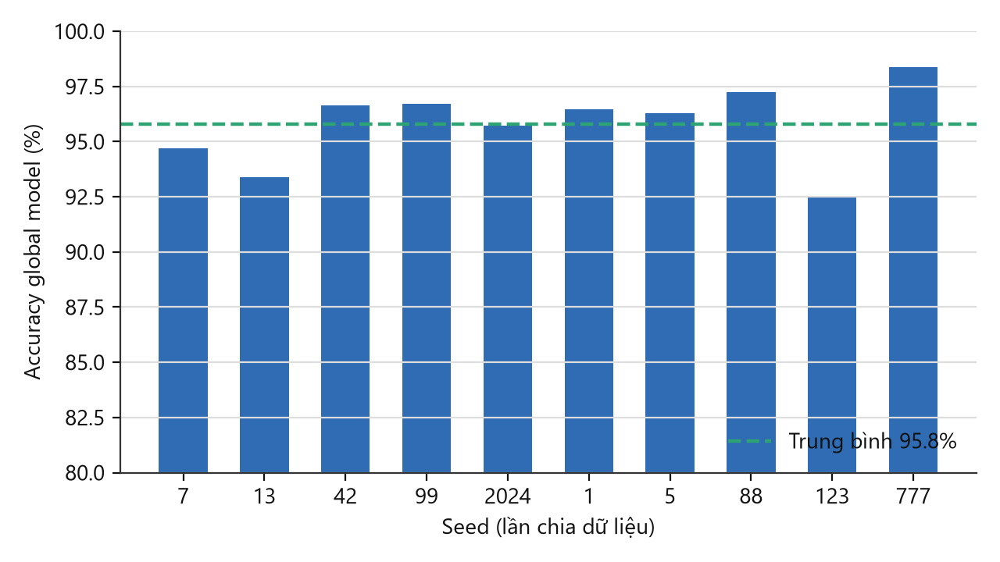 Accuracy global model (%)
100.0
97.5
95.0
92.5
90.0
87.5
85.0
82.5
80.0
Trung bình 95.8%
7 13 42 99 2024 1 5 88 123 777
Seed (lần chia dữ liệu)